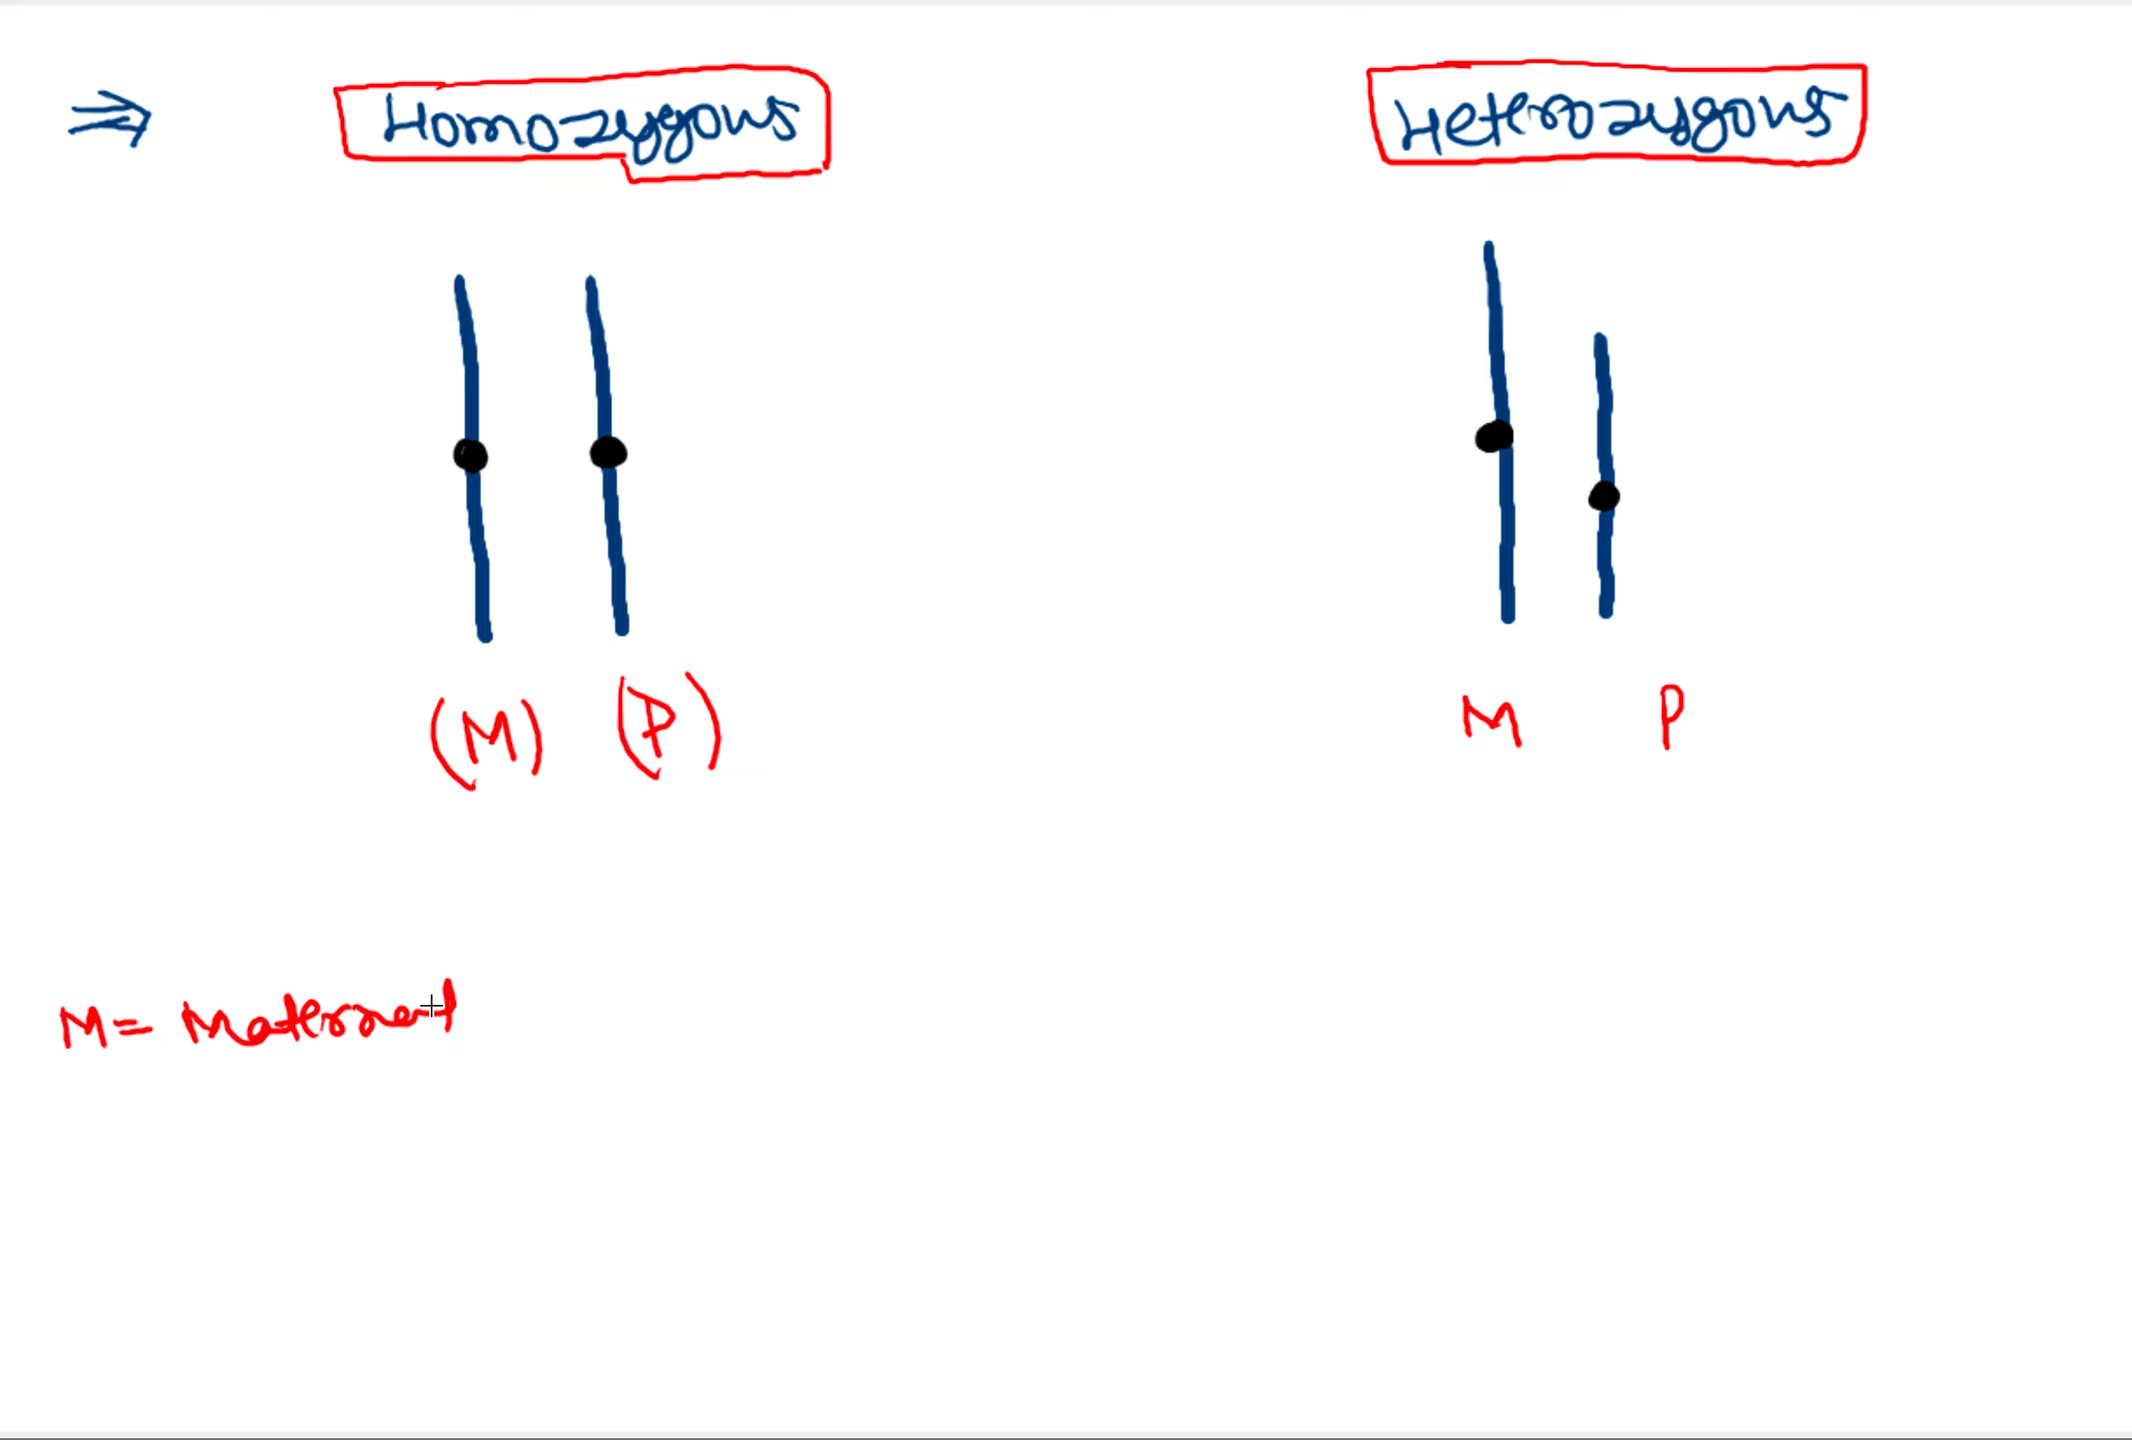 ⇒ Homozygous Heterozygous
(M) (P) M P
M = Maternal